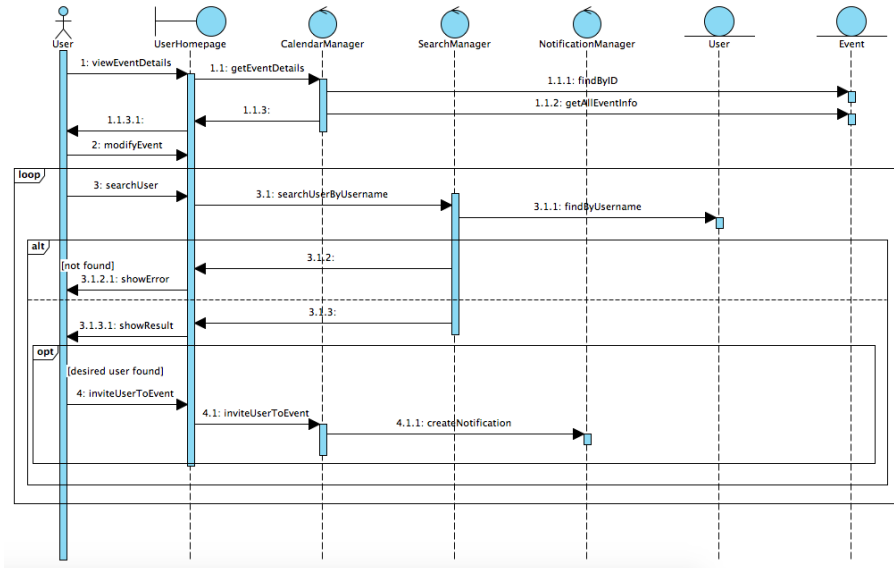 User
UserHomepage
CalendarManager
SearchManager
NotificationManager
User
Event
1: viewEventDetails
1.1: getEventDetails
1.1.1: findByID
1.1.2: getAllEventInfo
1.1.3:
1.1.3.1:
2: modifyEvent
loop
3: searchUser
3.1: searchUserByUsername
3.1.1: findByUsername
alt
3.1.2:
[not found]
3.1.2.1: showError
3.1.3:
3.1.3.1: showResult
opt
[desired user found]
4: inviteUserToEvent
4.1: inviteUserToEvent
4.1.1: createNotification